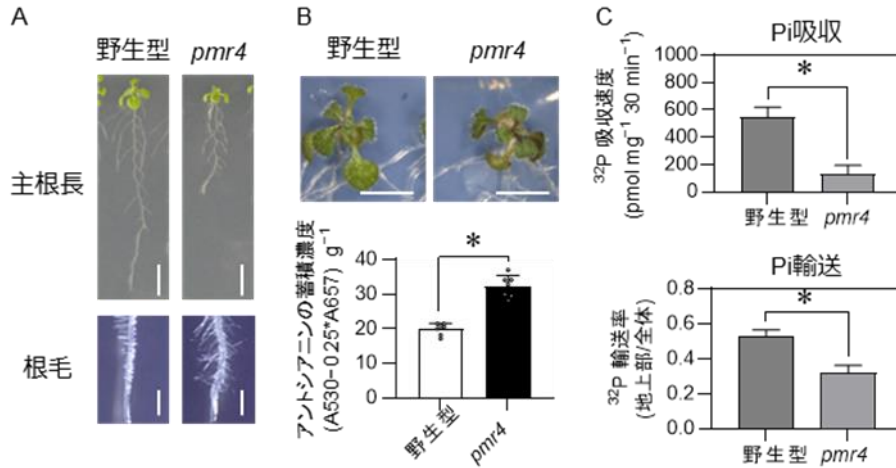 A
野生型
pmr4
主根長
根毛
B
野生型
pmr4
アントシアニンの蓄積濃度
(A530−0.25*A657) g−1
40
30
20
10
0
*
野生型
pmr4
C
Pi吸収
32P 吸収速度
(pmol mg−1 30 min−1)
1000
800
600
400
200
0
*
野生型
pmr4
Pi輸送
32P 輸送率
(地上部/全体)
0.8
0.6
0.4
0.2
0.0
*
野生型
pmr4